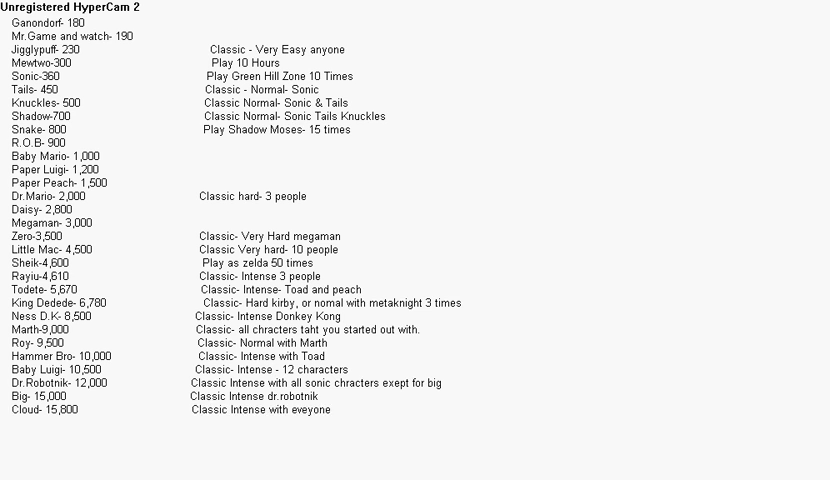 Unregistered HyperCam 2
Ganondorf- 180
Mr.Game and watch- 190
Jigglypuff- 230 Classic - Very Easy anyone
Mewtwo-300 Play 10 Hours
Sonic-360 Play Green Hill Zone 10 Times
Tails- 450 Classic - Normal- Sonic
Knuckles- 500 Classic Normal- Sonic & Tails
Shadow-700 Classic Normal- Sonic Tails Knuckles
Snake- 800 Play Shadow Moses- 15 times
R.O.B- 900
Baby Mario- 1,000
Paper Luigi- 1,200
Paper Peach- 1,500
Dr.Mario- 2,000 Classic hard- 3 people
Daisy- 2,800
Megaman- 3,000
Zero-3,500 Classic- Very Hard megaman
Little Mac- 4,500 Classic Very hard- 10 people
Sheik-4,600 Play as zelda 50 times
Rayiu- 4,610 Classic- Intense 3 people
Todete- 5,670 Classic- Intense- Toad and peach
King Dedede- 6,780 Classic- Hard kirby, or nomal with metaknight 3 times
Ness D.K- 8,500 Classic- Intense Donkey Kong
Marth-9,000 Classic- all chracters taht you started out with.
Roy- 9,500 Classic- Normal with Marth
Hammer Bro- 10,000 Classic- Intense with Toad
Baby Luigi- 10,500 Classic- Intense - 12 characters
Dr.Robotnik- 12,000 Classic Intense with all sonic chracters exept for big
Big- 15,000 Classic Intense dr.robotnik
Cloud- 15,800 Classic Intense with eveyone